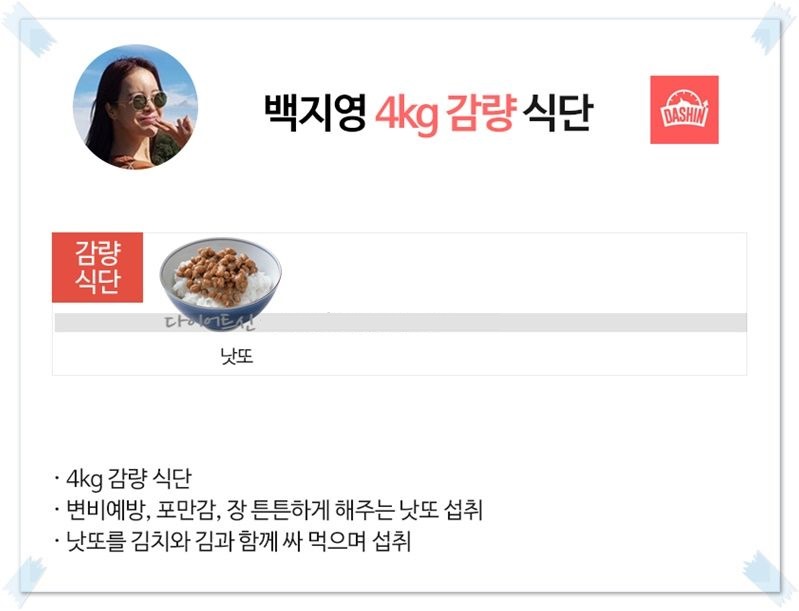 백지영 4kg 감량 식단
DASHIN
감량
식단
다이어트신
낫또
· 4kg 감량 식단
· 변비예방, 포만감, 장 튼튼하게 해주는 낫또 섭취
· 낫또를 김치와 김과 함께 싸 먹으며 섭취